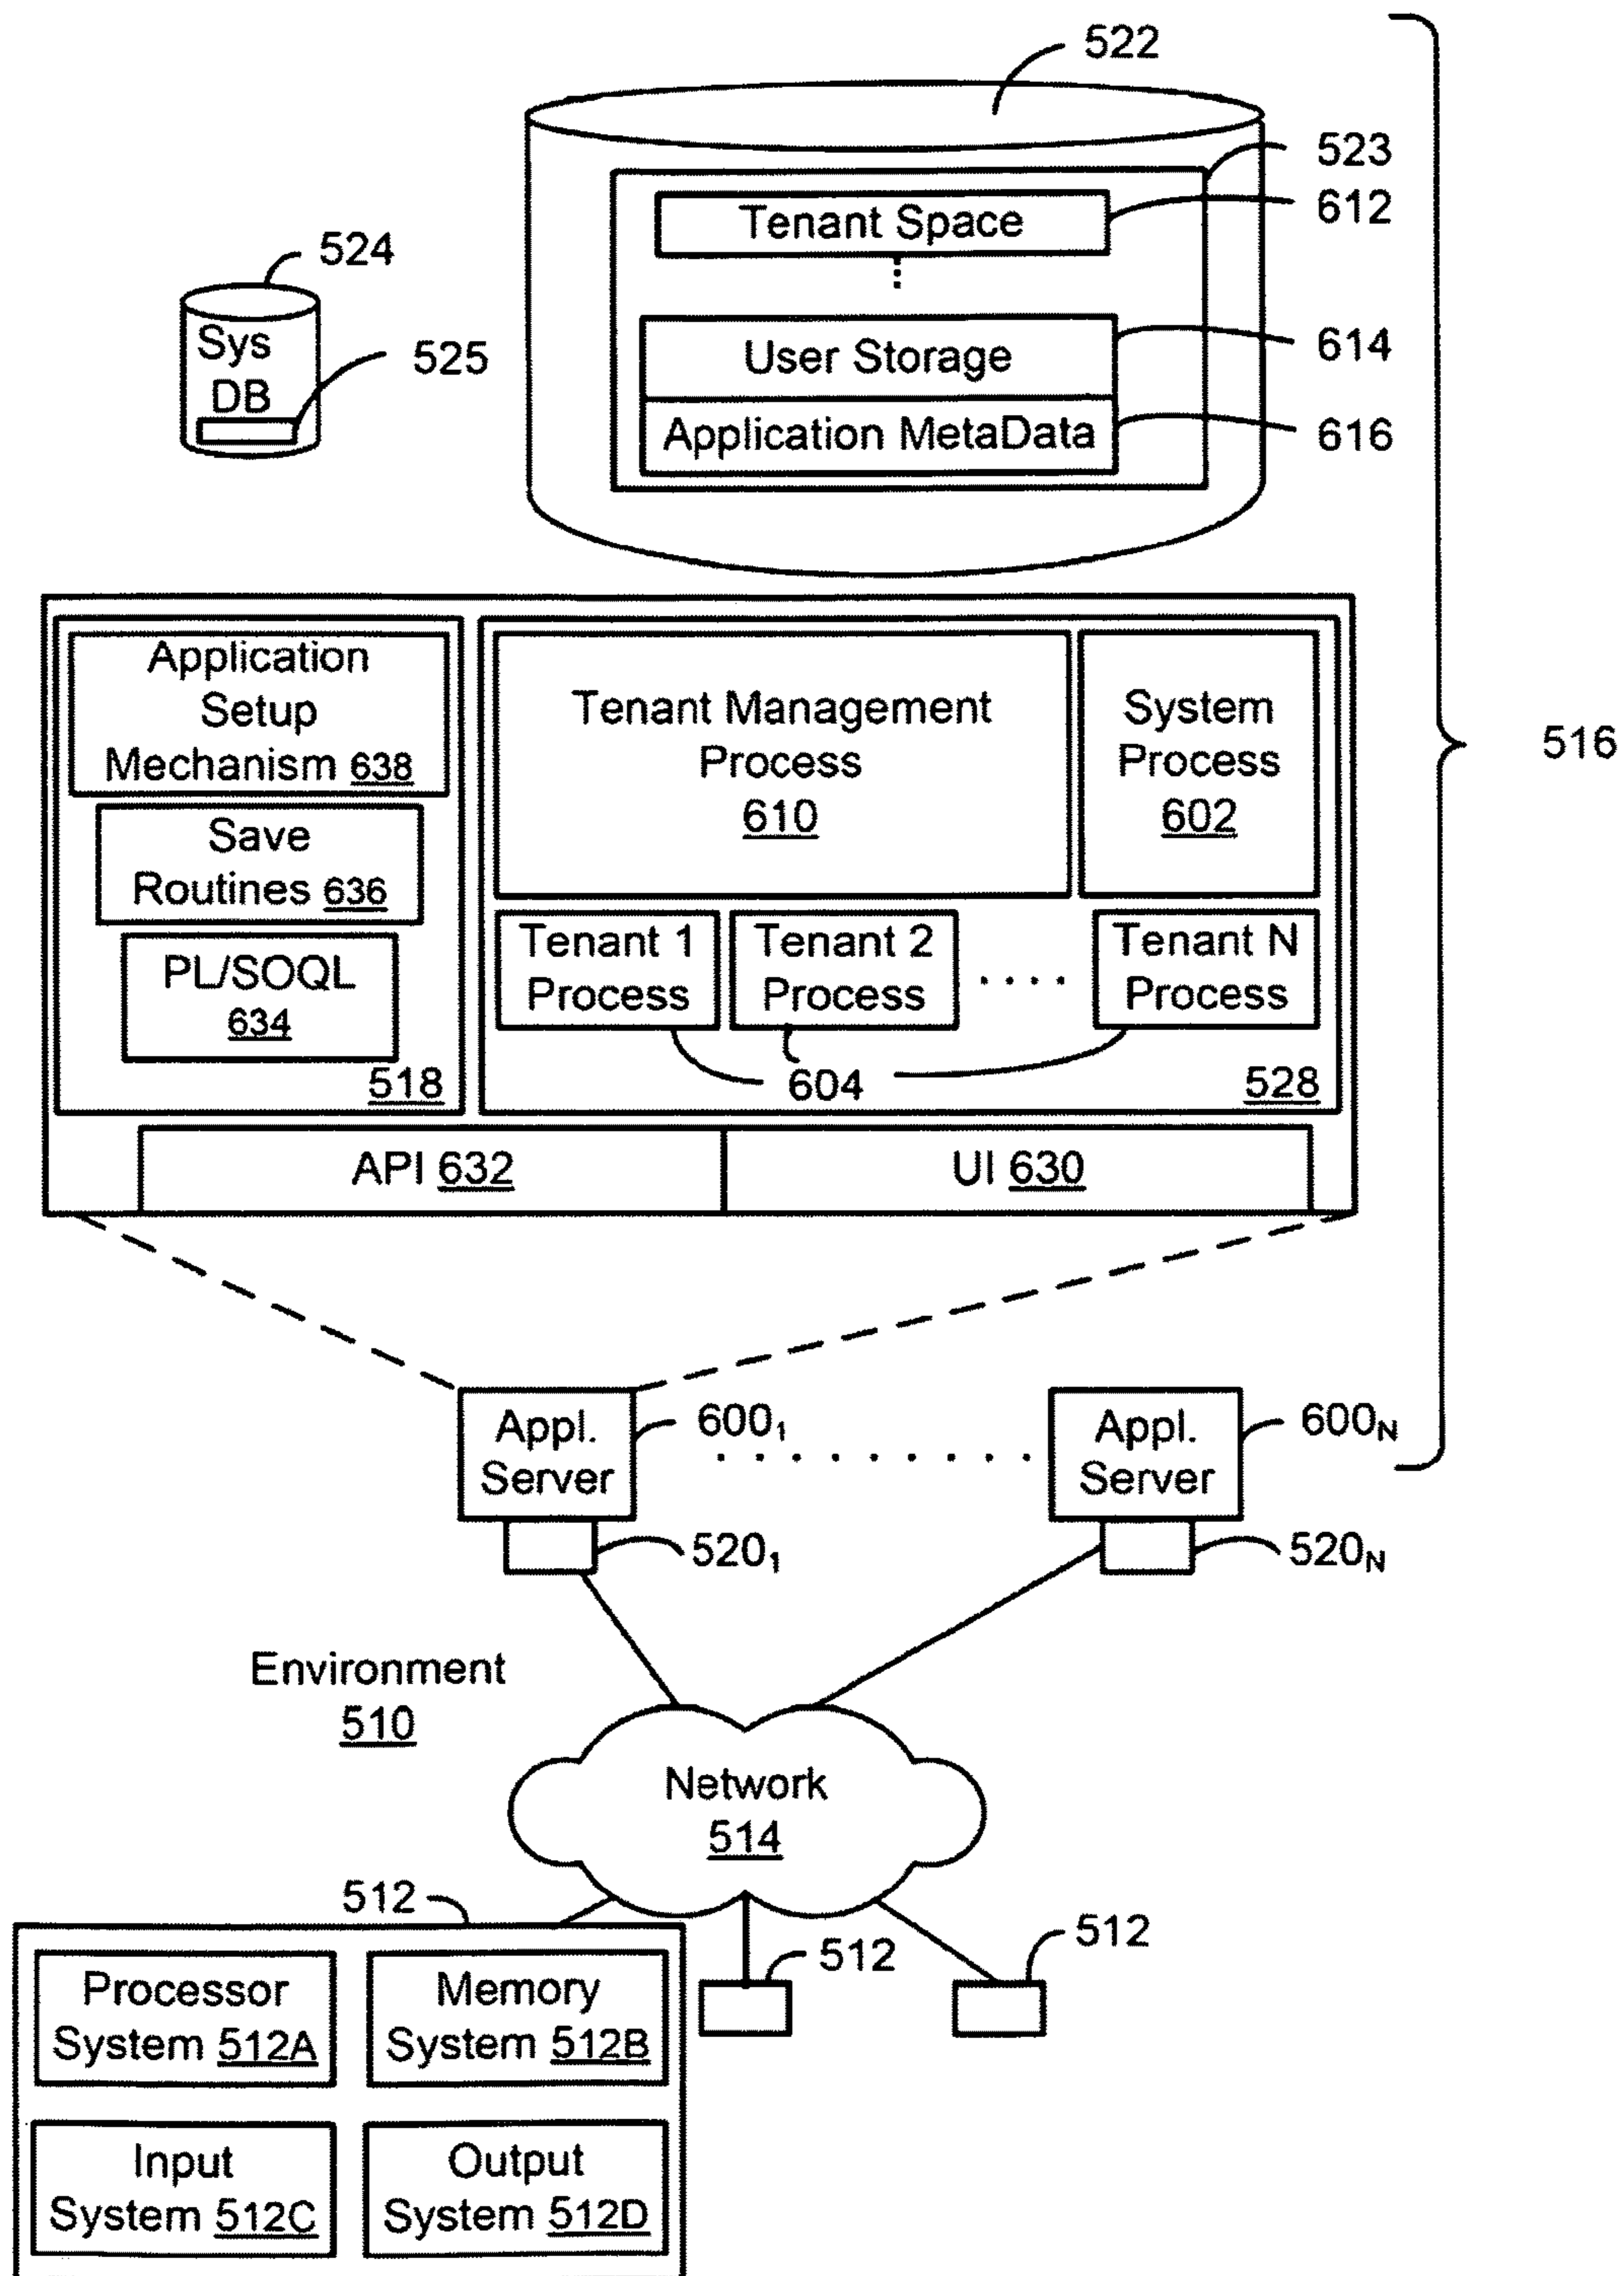 522
523
Tenant Space
612
524
Sys
DB
525
User Storage
614
Application MetaData
616
516
Application
Setup
Mechanism 638
Save
Routines 636
PL/SOQL
634
518
Tenant Management
Process
610
System
Process
602
Tenant 1
Process
Tenant 2
Process
Tenant N
Process
604
528
API 632
UI 630
Appl.
Server
600₁
Appl.
Server
600N
520₁
520N
Environment
510
Network
514
512
512
512
Processor
System 512A
Memory
System 512B
Input
System 512C
Output
System 512D